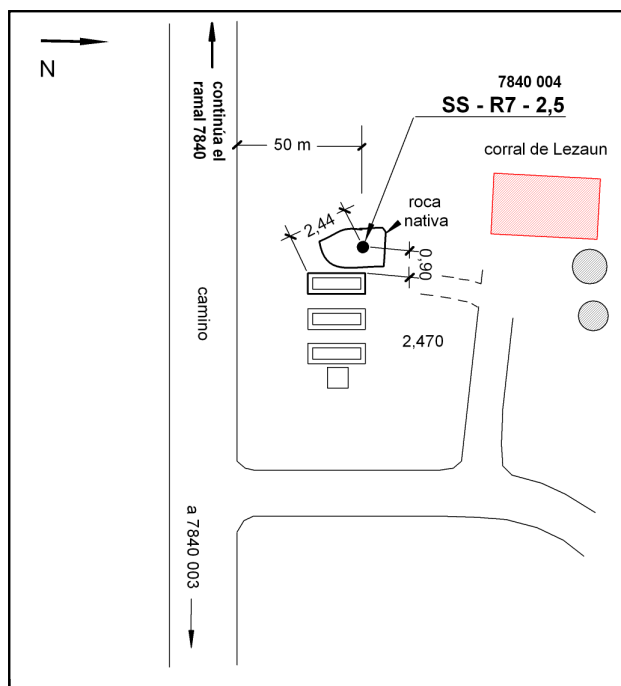 N
continúa el
ramal 7840
7840 004
SS - R7 - 2,5
50 m
corral de Lezaun
roca
nativa
2,44
0,90
camino
2,470
a 7840 003